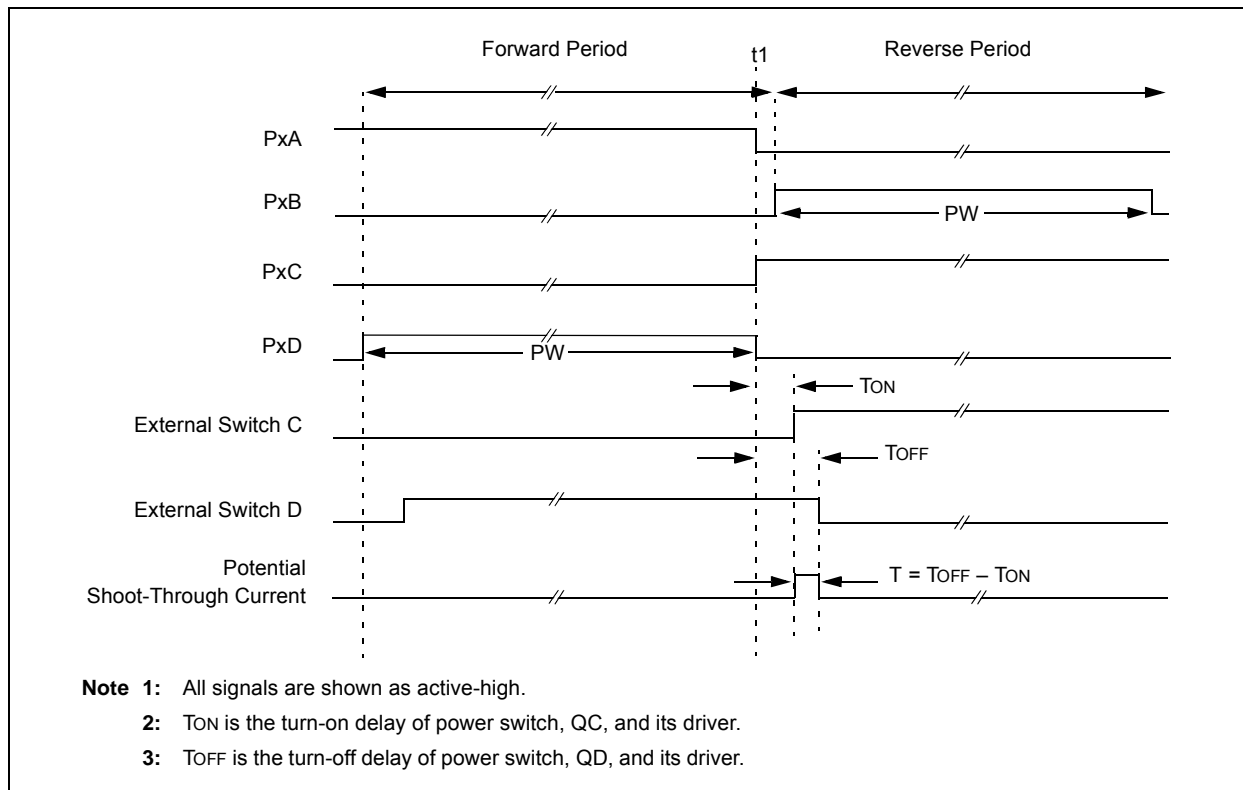 Forward Period
t1
Reverse Period
PxA
PxB
PW
PxC
PxD
PW
TON
External Switch C
TOFF
External Switch D
Potential
Shoot-Through Current
T = TOFF – TON
Note 1: All signals are shown as active-high.
2: TON is the turn-on delay of power switch, QC, and its driver.
3: TOFF is the turn-off delay of power switch, QD, and its driver.